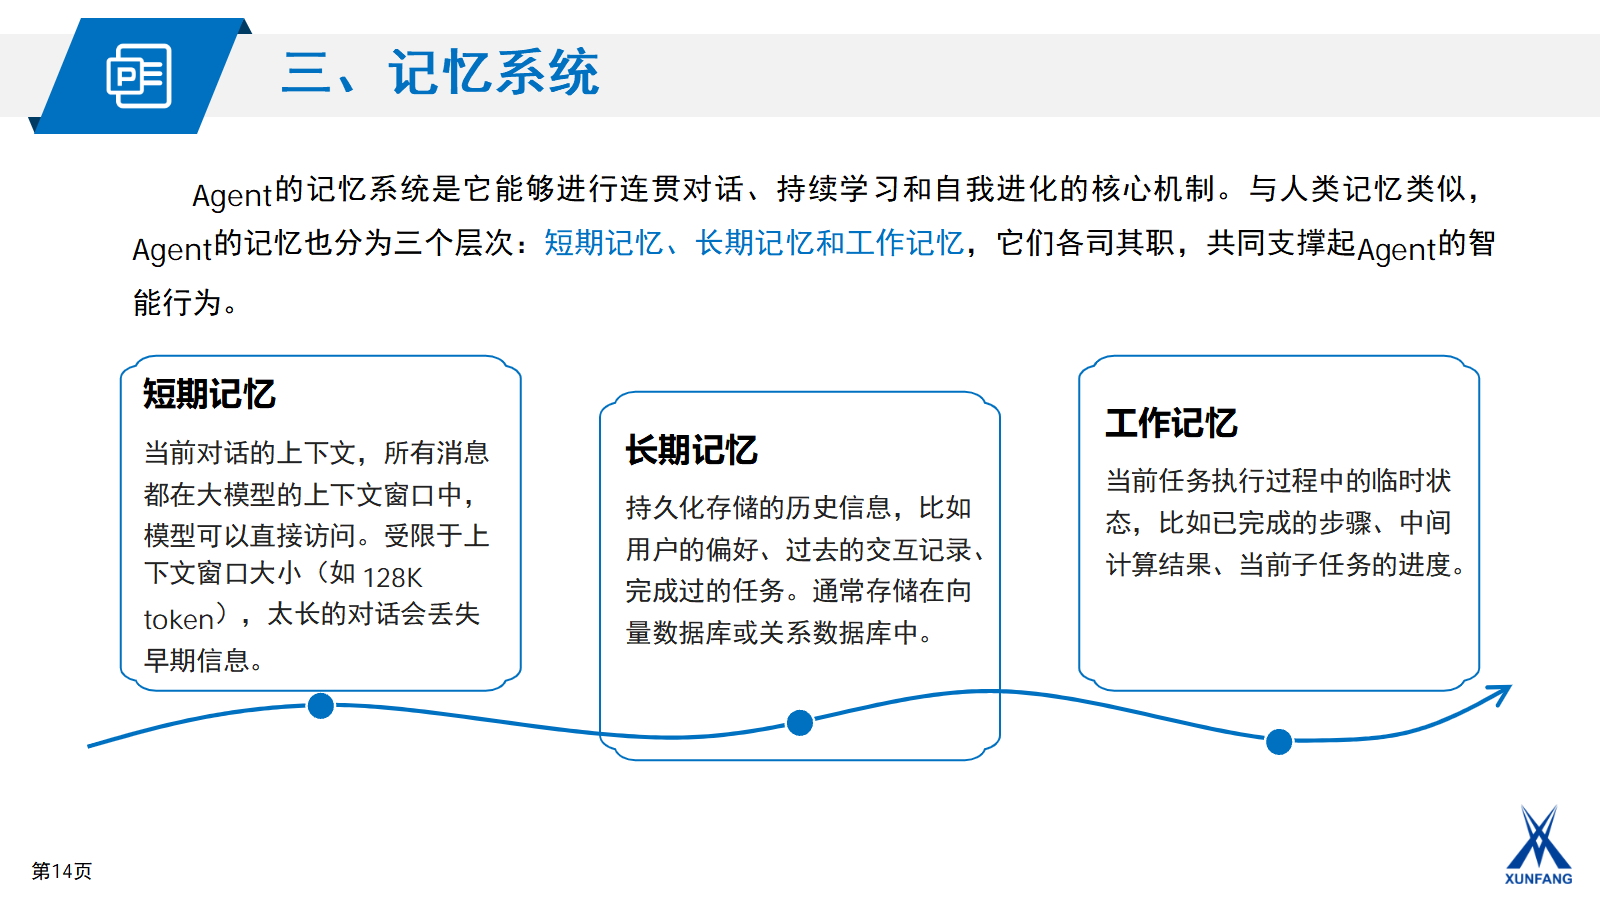 三、记忆系统
Agent的记忆系统是它能够进行连贯对话、持续学习和自我进化的核心机制。与人类记忆类似，
Agent的记忆也分为三个层次：短期记忆、长期记忆和工作记忆，它们各司其职，共同支撑起Agent的智
能行为。
短期记忆
当前对话的上下文，所有消息
都在大模型的上下文窗口中，
模型可以直接访问。受限于上
下文窗口大小（如 128K
token），太长的对话会丢失
早期信息。
长期记忆
持久化存储的历史信息，比如
用户的偏好、过去的交互记录、
完成过的任务。通常存储在向
量数据库或关系数据库中。
工作记忆
当前任务执行过程中的临时状
态，比如已完成的步骤、中间
计算结果、当前子任务的进度。
第14页
XUNFANG